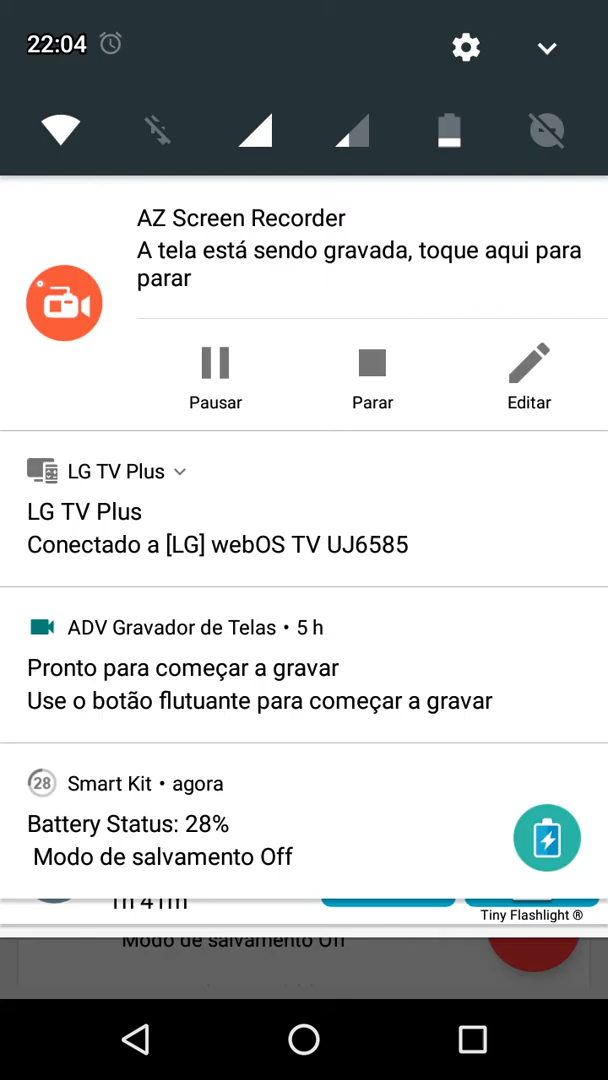 22:04
AZ Screen Recorder
A tela está sendo gravada, toque aqui para
parar
Pausar Parar Editar
LG TV Plus
LG TV Plus
Conectado a [LG] webOS TV UJ6585
ADV Gravador de Telas • 5 h
Pronto para começar a gravar
Use o botão flutuante para começar a gravar
28 Smart Kit • agora
Battery Status: 28%
Modo de salvamento Off
1h 41m
Tiny Flashlight ®
Modo de salvamento Off